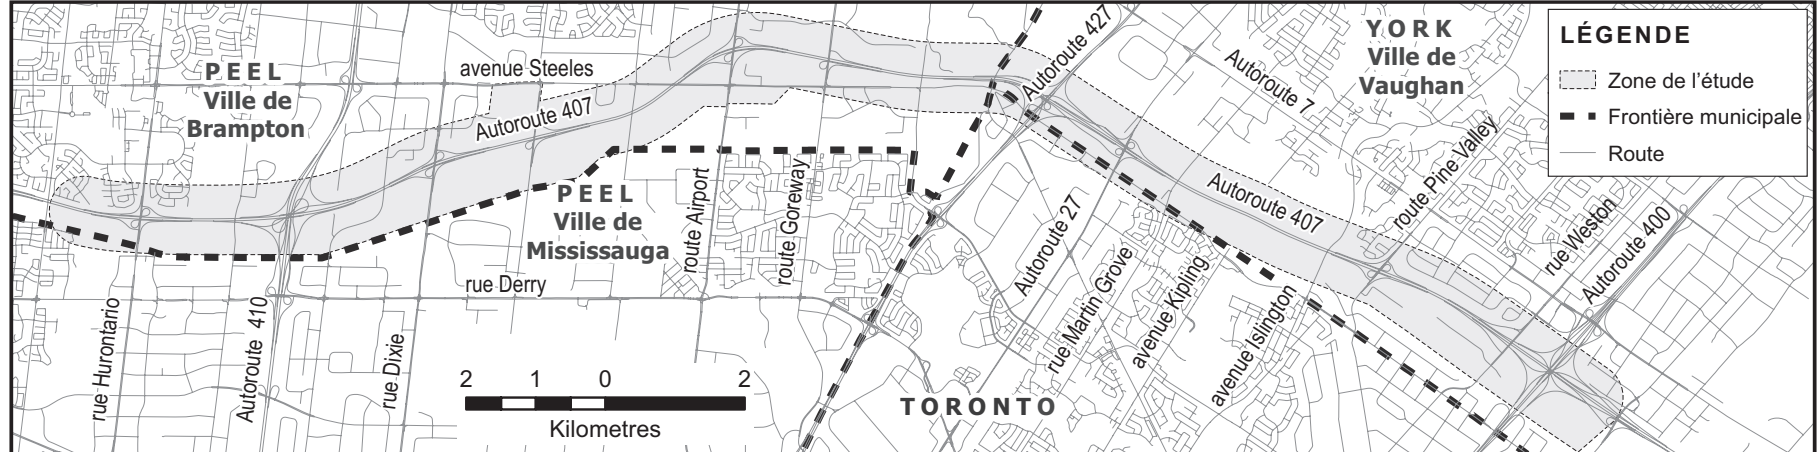 PEEL
Ville de
Brampton
avenue Steeles
Autoroute 407
Autoroute 427
Autoroute 7
YORK
Ville de
Vaughan
LÉGENDE
Zone de l'étude
Frontière municipale
Route
PEEL
Ville de
Mississauga
route Airport
route Goreway
rue Derry
rue Hurontario
Autoroute 410
rue Dixie
Autoroute 27
rue Martin Grove
avenue Kipling
avenue Islington
Autoroute 407
route Pine Valley
rue Weston
Autoroute 400
TORONTO
2 1 0 2
Kilometres